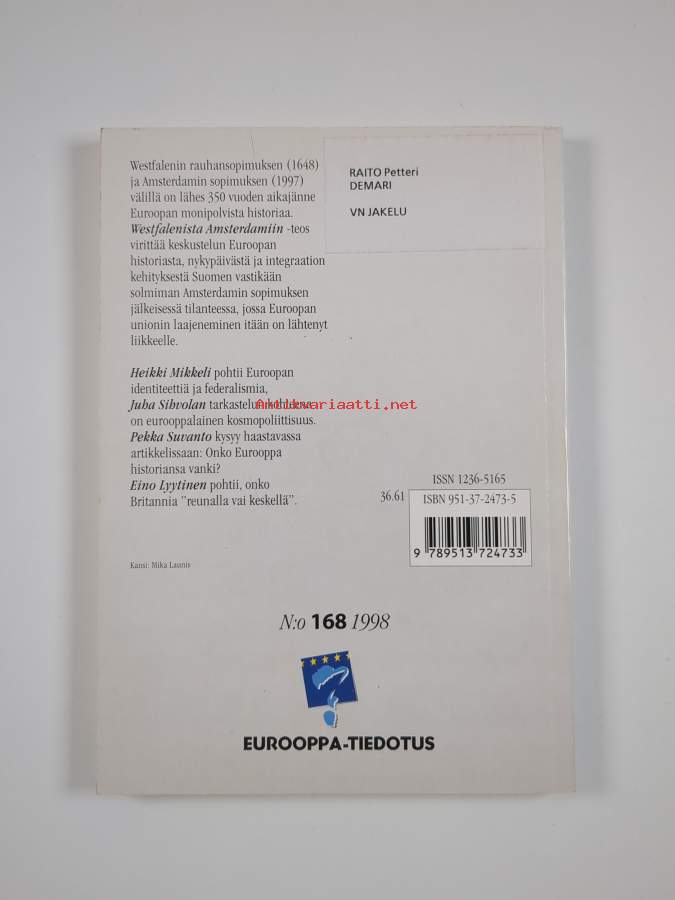 Westfalenin rauhansopimuksen (1648)
ja Amsterdamin sopimuksen (1997)
välillä on lähes 350 vuoden aikajänne
Euroopan monipolvista historiaa.
Westfalenista Amsterdamiin -teos
virittää keskustelun Euroopan
historiasta, nykypäivästä ja integraation
kehityksestä Suomen vastikään
solmiman Amsterdamin sopimuksen
jälkeisessä tilanteessa, jossa Euroopan
unionin laajeneminen itään on lähtenyt
liikkeelle.
Heikki Mikkeli pohtii Euroopan
identiteettiä ja federalismia,
Juha Sihvolan tarkastelun kohteena
on eurooppalainen kosmopoliittisuus.
Pekka Suvanto kysyy haastavassa
artikkelissaan: Onko Eurooppa
historiansa vanki?
Eino Lyytinen pohtii, onko
Britannia "reunalla vai keskellä".
Kansi: Mika Launis
RAITO Petteri
DEMARI
VN JAKELU
Antikvariaatti.net
ISSN 1236-5165
36.61
ISBN 951-37-2473-5
9 789513 724733
N:o 168 1998
EUROOPPA-TIEDOTUS